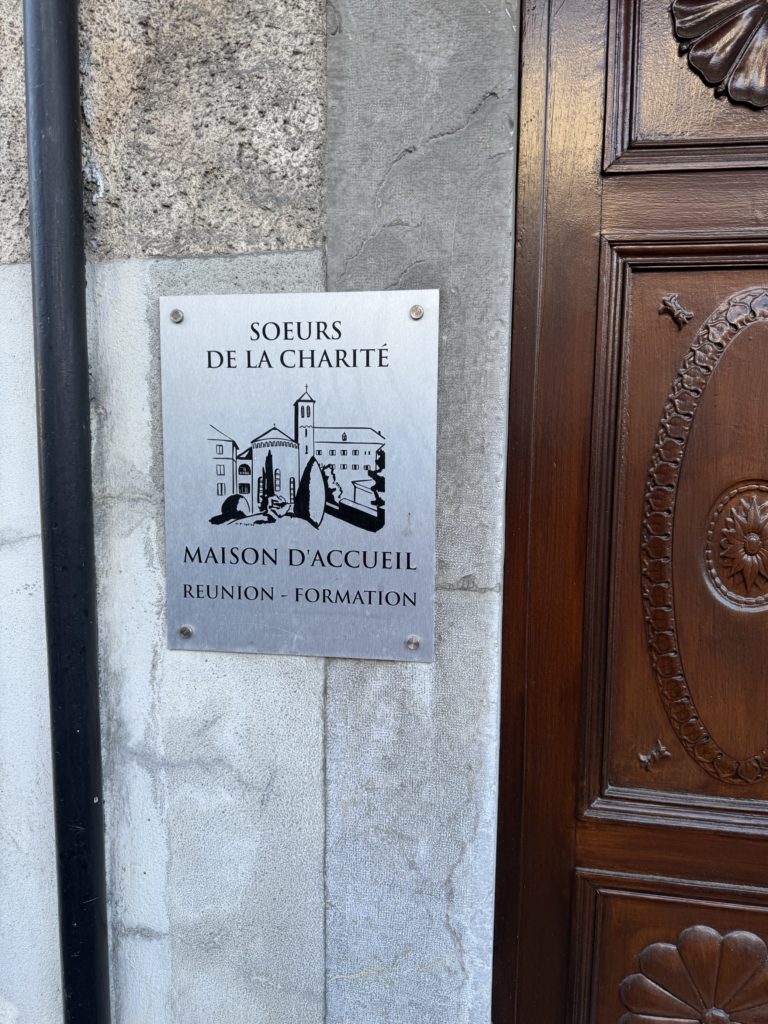 SOEURS
DE LA CHARITÉ
MAISON D'ACCUEIL
REUNION - FORMATION